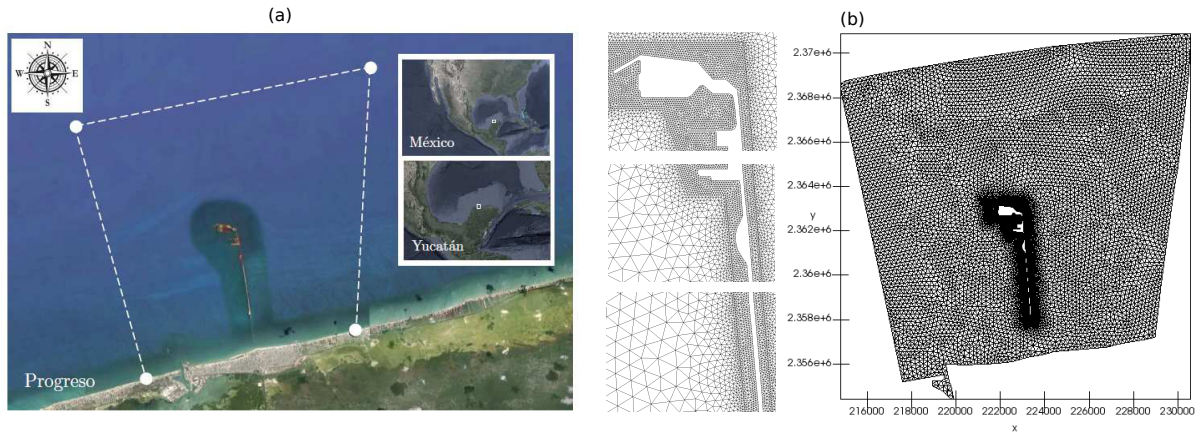 (a)
N
W E
S
México
Yucatán
Progreso
(b)
2.37e+6
2.368e+6
2.366e+6
2.364e+6
y
2.362e+6
2.36e+6
2.358e+6
2.356e+6
216000 218000 220000 222000 224000 226000 228000 230000
x